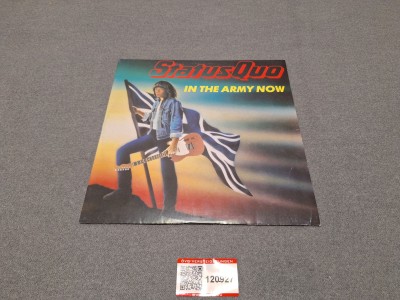 Status Quo
IN THE ARMY NOW
120927